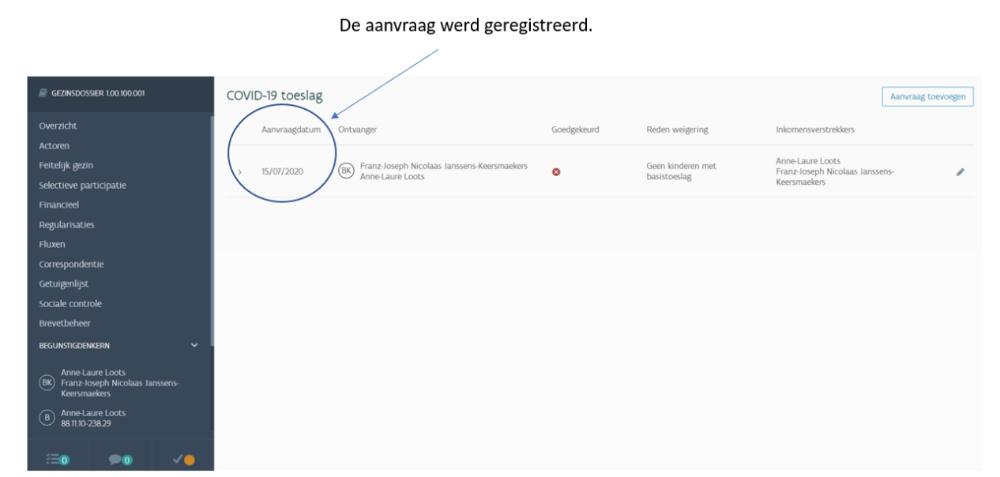 De aanvraag werd geregistreerd.
GEZINSDOSSIER 1.00.100.001
Overzicht
Actoren
Feitelijk gezin
Selectieve participatie
Financieel
Regularisaties
Fluxen
Correspondentie
Getuigenlijst
Sociale controle
Brevetbeheer
BEGUNSTIGDENKERN
BK
Anne-Laure Loots
Franz-Joseph Nicolaas Janssens-
Keersmaekers
B
Anne-Laure Loots
88.11.10-238.29
0
0
COVID-19 toeslag
Aanvraag toevoegen
Aanvraagdatum Ontvanger Goedgekeurd Reden weigering Inkomensverstrekkers
15/07/2020
BK
Franz-Joseph Nicolaas Janssens-Keersmaekers
Anne-Laure Loots
Geen kinderen met
basistoeslag
Anne-Laure Loots
Franz-Joseph Nicolaas Janssens-
Keersmaekers